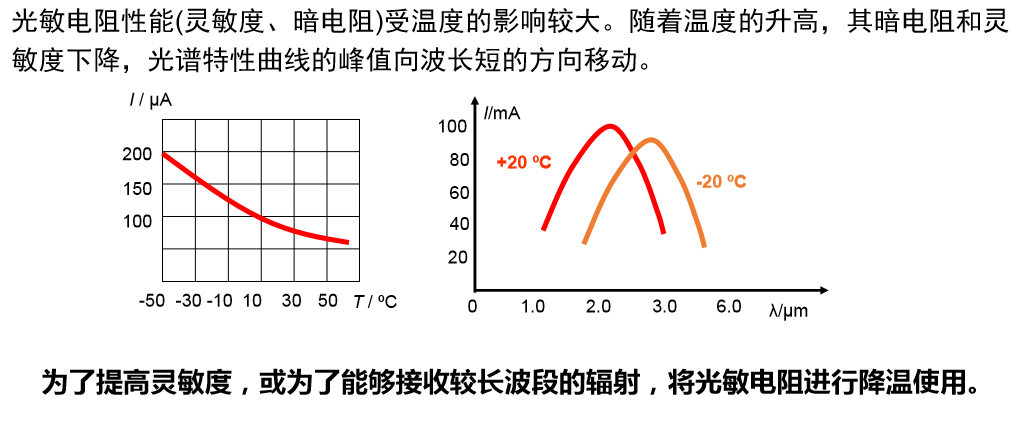 光敏电阻性能(灵敏度、暗电阻)受温度的影响较大。随着温度的升高，其暗电阻和灵
敏度下降，光谱特性曲线的峰值向波长短的方向移动。
I / μA
200
150
100
-50 -30 -10 10 30 50 T / ºC
I/mA
100
80
60
40
20
+20 ºC
-20 ºC
0 1.0 2.0 3.0 6.0 λ/μm
为了提高灵敏度，或为了能够接收较长波段的辐射，将光敏电阻进行降温使用。